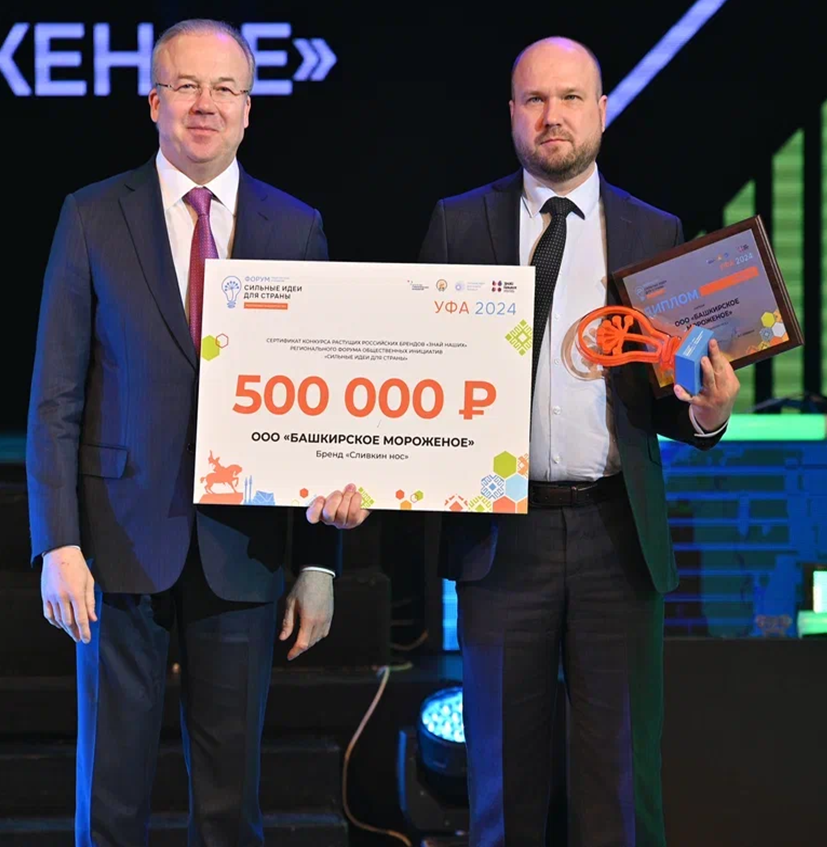 ЖЕНОЕ»
ФОРУМ
СИЛЬНЫЕ ИДЕИ
ДЛЯ СТРАНЫ
УФА 2024
СЕРТИФИКАТ КОНКУРСА РАСТУЩИХ РОССИЙСКИХ БРЕНДОВ «ЗНАЙ НАШИХ»
РЕГИОНАЛЬНОГО ФОРУМА ОБЩЕСТВЕННЫХ ИНИЦИАТИВ
«СИЛЬНЫЕ ИДЕИ ДЛЯ СТРАНЫ»
500 000 ₽
ООО «БАШКИРСКОЕ МОРОЖЕНОЕ»
Бренд «Сливкин нос»
УФА 2024
ДИПЛОМ
ООО «БАШКИРСКОЕ
МОРОЖЕНОЕ»